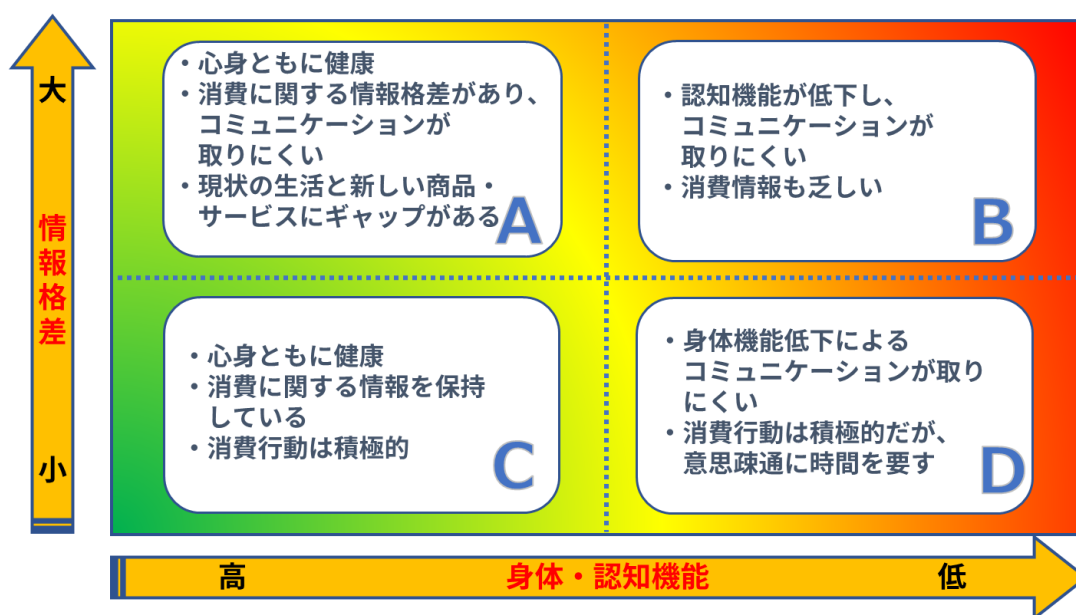 大
情報格差
小
・心身ともに健康
・消費に関する情報格差があり、
コミュニケーションが
取りにくい
・現状の生活と新しい商品・
サービスにギャップがある
A
・認知機能が低下し、
コミュニケーションが
取りにくい
・消費情報も乏しい
B
・心身ともに健康
・消費に関する情報を保持
している
・消費行動は積極的
C
・身体機能低下による
コミュニケーションが取り
にくい
・消費行動は積極的だが、
意思疎通に時間を要す
D
高
身体・認知機能
低